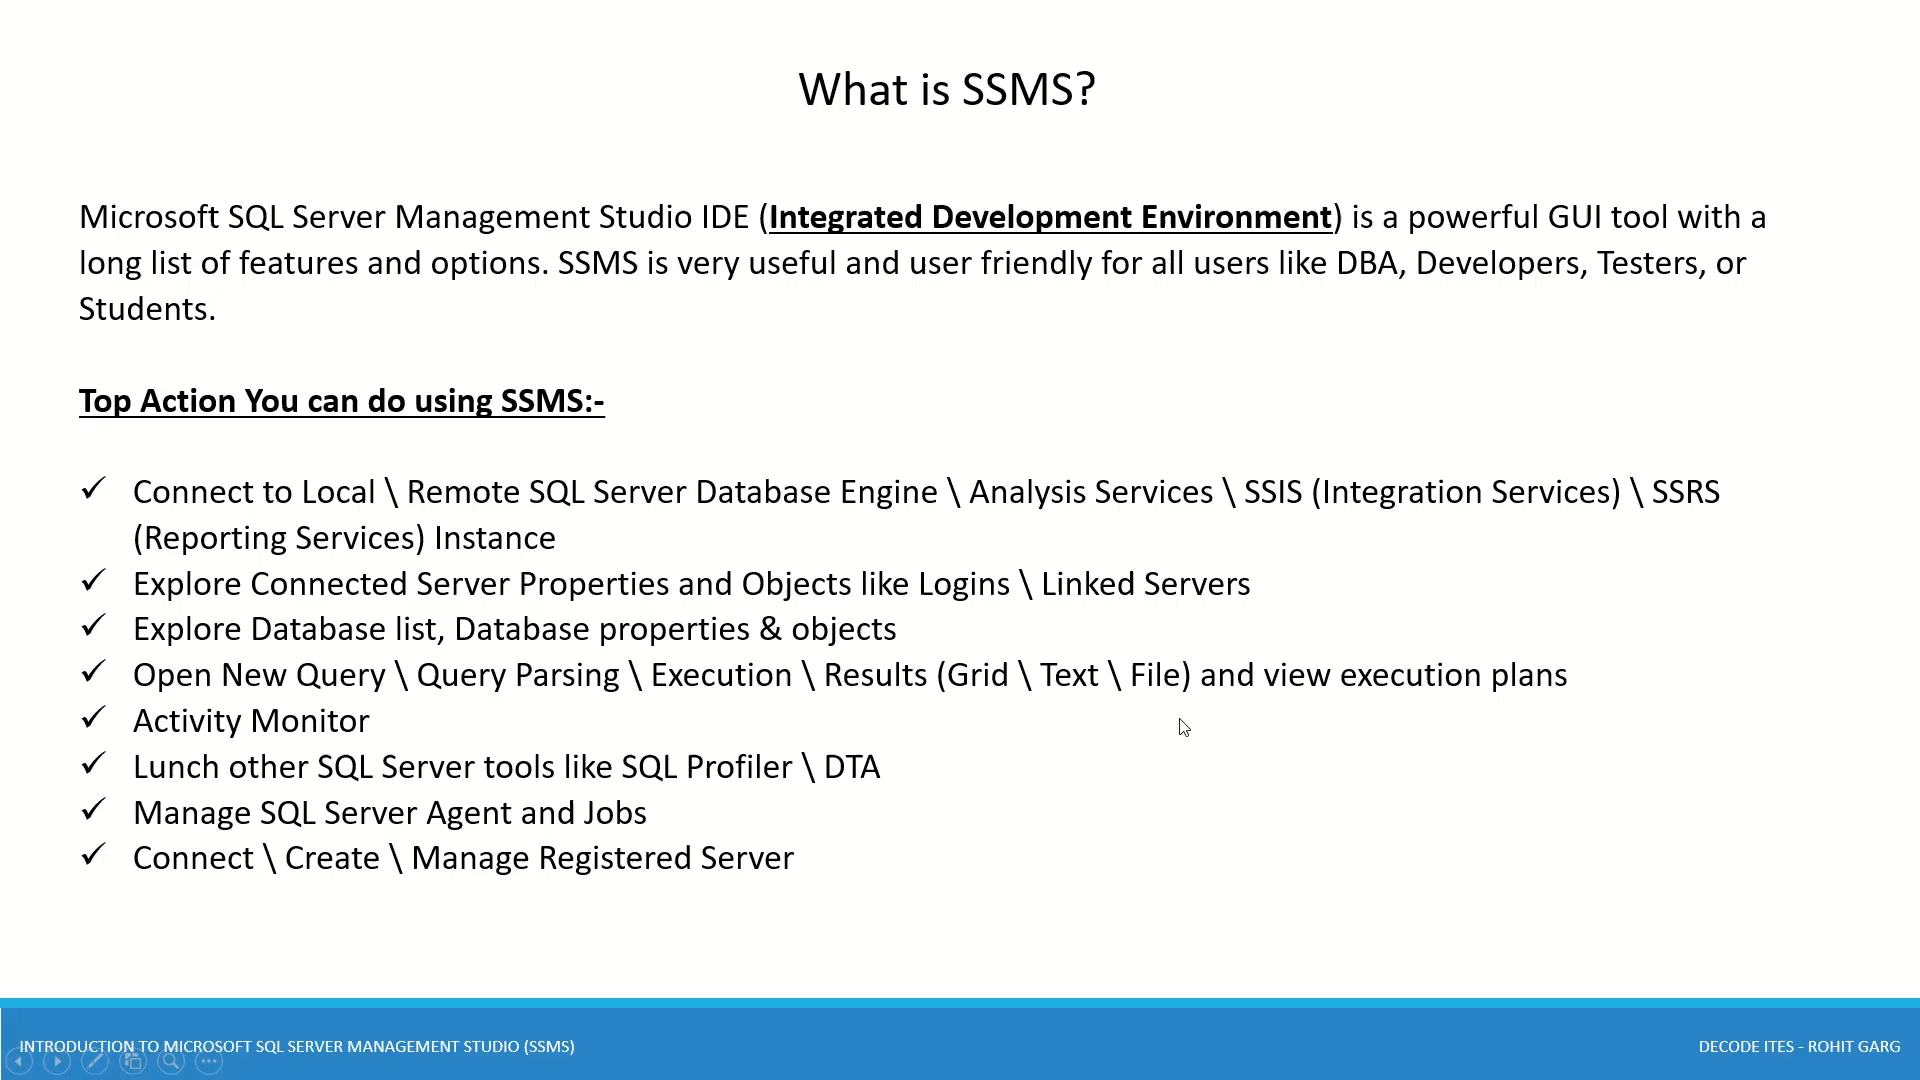 What is SSMS?
Microsoft SQL Server Management Studio IDE (Integrated Development Environment) is a powerful GUI tool with a
long list of features and options. SSMS is very useful and user friendly for all users like DBA, Developers, Testers, or
Students.
Top Action You can do using SSMS:-
✓ Connect to Local \ Remote SQL Server Database Engine \ Analysis Services \ SSIS (Integration Services) \ SSRS
(Reporting Services) Instance
✓ Explore Connected Server Properties and Objects like Logins \ Linked Servers
✓ Explore Database list, Database properties & objects
✓ Open New Query \ Query Parsing \ Execution \ Results (Grid \ Text \ File) and view execution plans
✓ Activity Monitor
✓ Lunch other SQL Server tools like SQL Profiler \ DTA
✓ Manage SQL Server Agent and Jobs
✓ Connect \ Create \ Manage Registered Server
INTRODUCTION TO MICROSOFT SQL SERVER MANAGEMENT STUDIO (SSMS)
DECODE ITES - ROHIT GARG